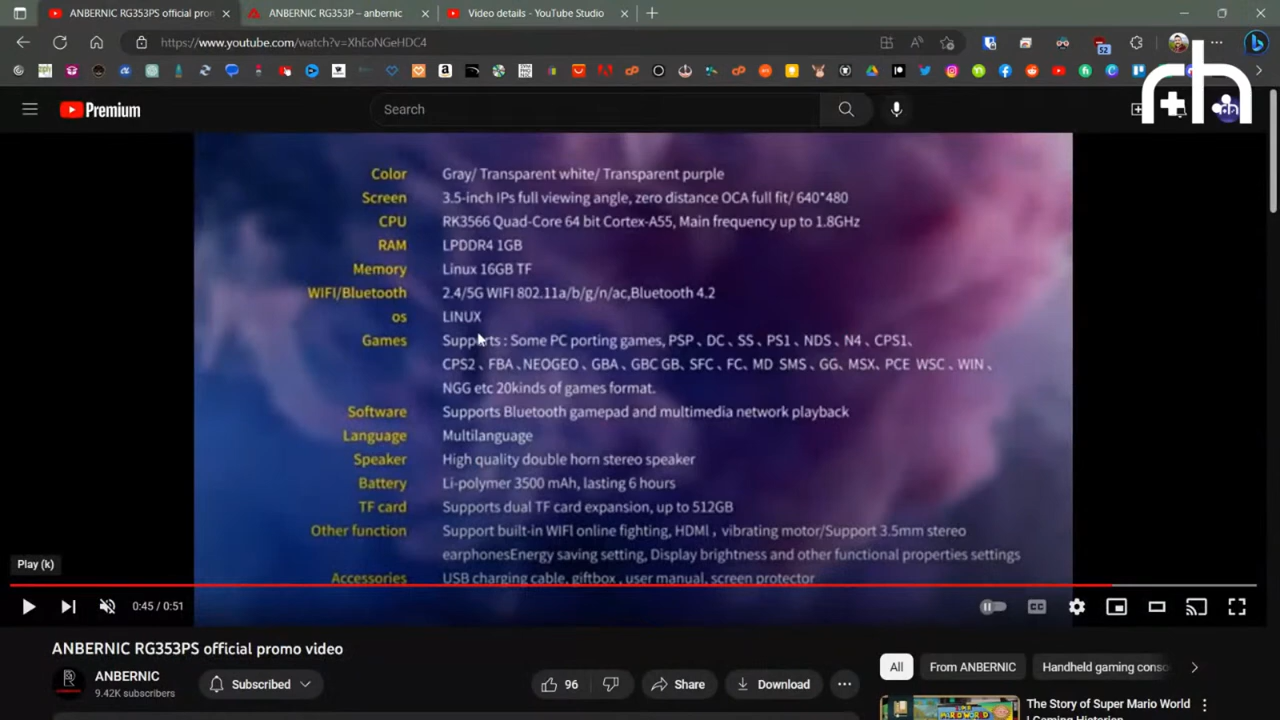 ANBERNIC RG353PS official pron
ANBERNIC RG353P – anbernic
Video details - YouTube Studio
https://www.youtube.com/watch?v=XhEoNGeHDC4
52
rh
Premium
Search
Color Gray/ Transparent white/ Transparent purple
Screen 3.5-inch IPs full viewing angle, zero distance OCA full fit/ 640*480
CPU RK3566 Quad-Core 64 bit Cortex-A55, Main frequency up to 1.8GHz
RAM LPDDR4 1GB
Memory Linux 16GB TF
WIFI/Bluetooth 2.4/5G WIFI 802.11a/b/g/n/ac,Bluetooth 4.2
os LINUX
Games Supports : Some PC porting games, PSP、DC、SS、PS1、NDS、N4、CPS1、
CPS2、FBA、NEOGEO、GBA、GBC GB、SFC、FC、MD SMS、GG、MSX、PCE WSC、WIN、
NGG etc 20kinds of games format.
Software Supports Bluetooth gamepad and multimedia network playback
Language Multilanguage
Speaker High quality double horn stereo speaker
Battery Li-polymer 3500 mAh, lasting 6 hours
TF card Supports dual TF card expansion, up to 512GB
Other function Support built-in WIFI online fighting, HDMI，vibrating motor/Support 3.5mm stereo
earphonesEnergy saving setting, Display brightness and other functional properties settings
Play (k)
Accessories USB charging cable, giftbox , user manual, screen protector
0:45 / 0:51
CC
ANBERNIC RG353PS official promo video
ANBERNIC
9.42K subscribers
Subscribed
96
Share
Download
All
From ANBERNIC
Handheld gaming conso
The Story of Super Mario World
| Gaming Historian